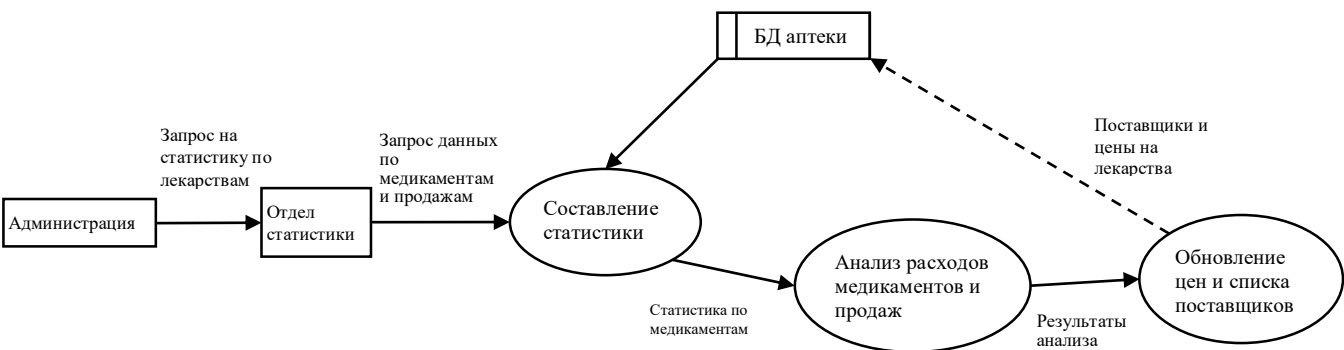 БД аптеки
Запрос на
статистику по
лекарствам
Запрос данных
по
медикаментам
и продажам
Поставщики и
цены на
лекарства
Администрация
Отдел
статистики
Составление
статистики
Анализ расходов
медикаментов и
продаж
Обновление
цен и списка
поставщиков
Статистика по
медикаментам
Результаты
анализа